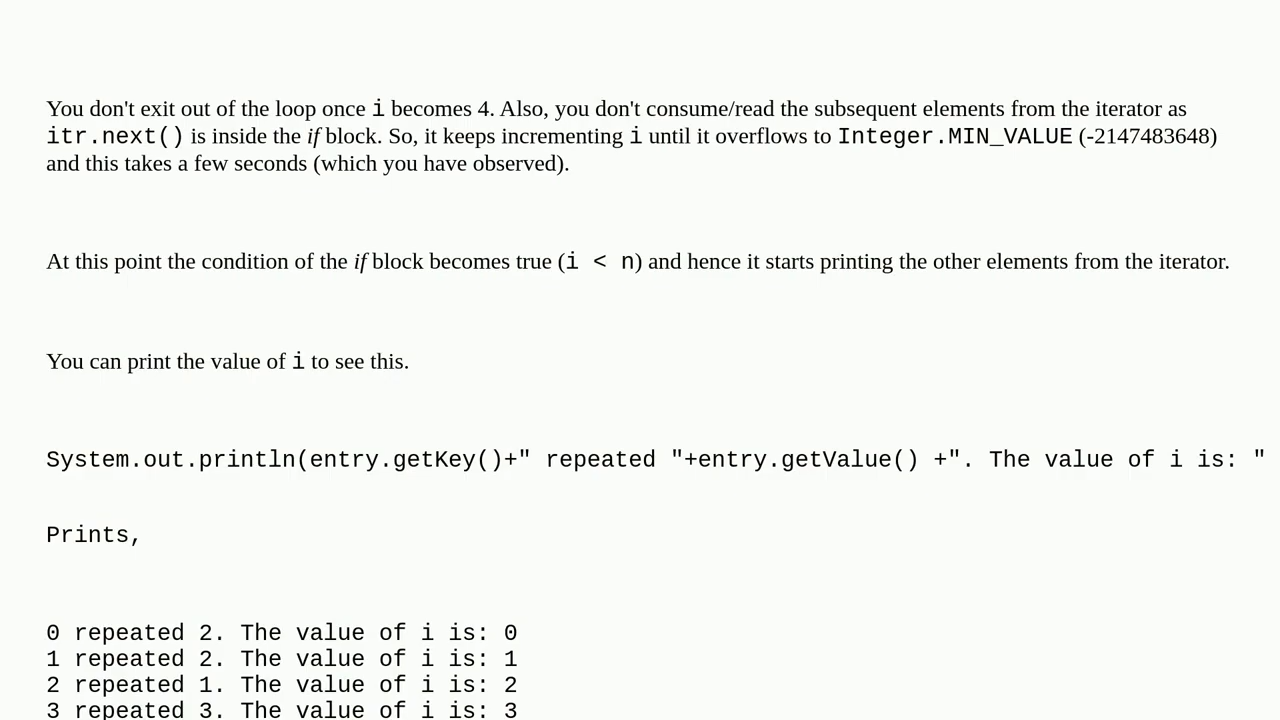 You don't exit out of the loop once i becomes 4. Also, you don't consume/read the subsequent elements from the iterator as
itr.next() is inside the if block. So, it keeps incrementing i until it overflows to Integer.MIN_VALUE (-2147483648)
and this takes a few seconds (which you have observed).
At this point the condition of the if block becomes true (i < n) and hence it starts printing the other elements from the iterator.
You can print the value of i to see this.
System.out.println(entry.getKey()+" repeated "+entry.getValue() +". The value of i is: "
Prints,
0 repeated 2. The value of i is: 0
1 repeated 2. The value of i is: 1
2 repeated 1. The value of i is: 2
3 repeated 3. The value of i is: 3